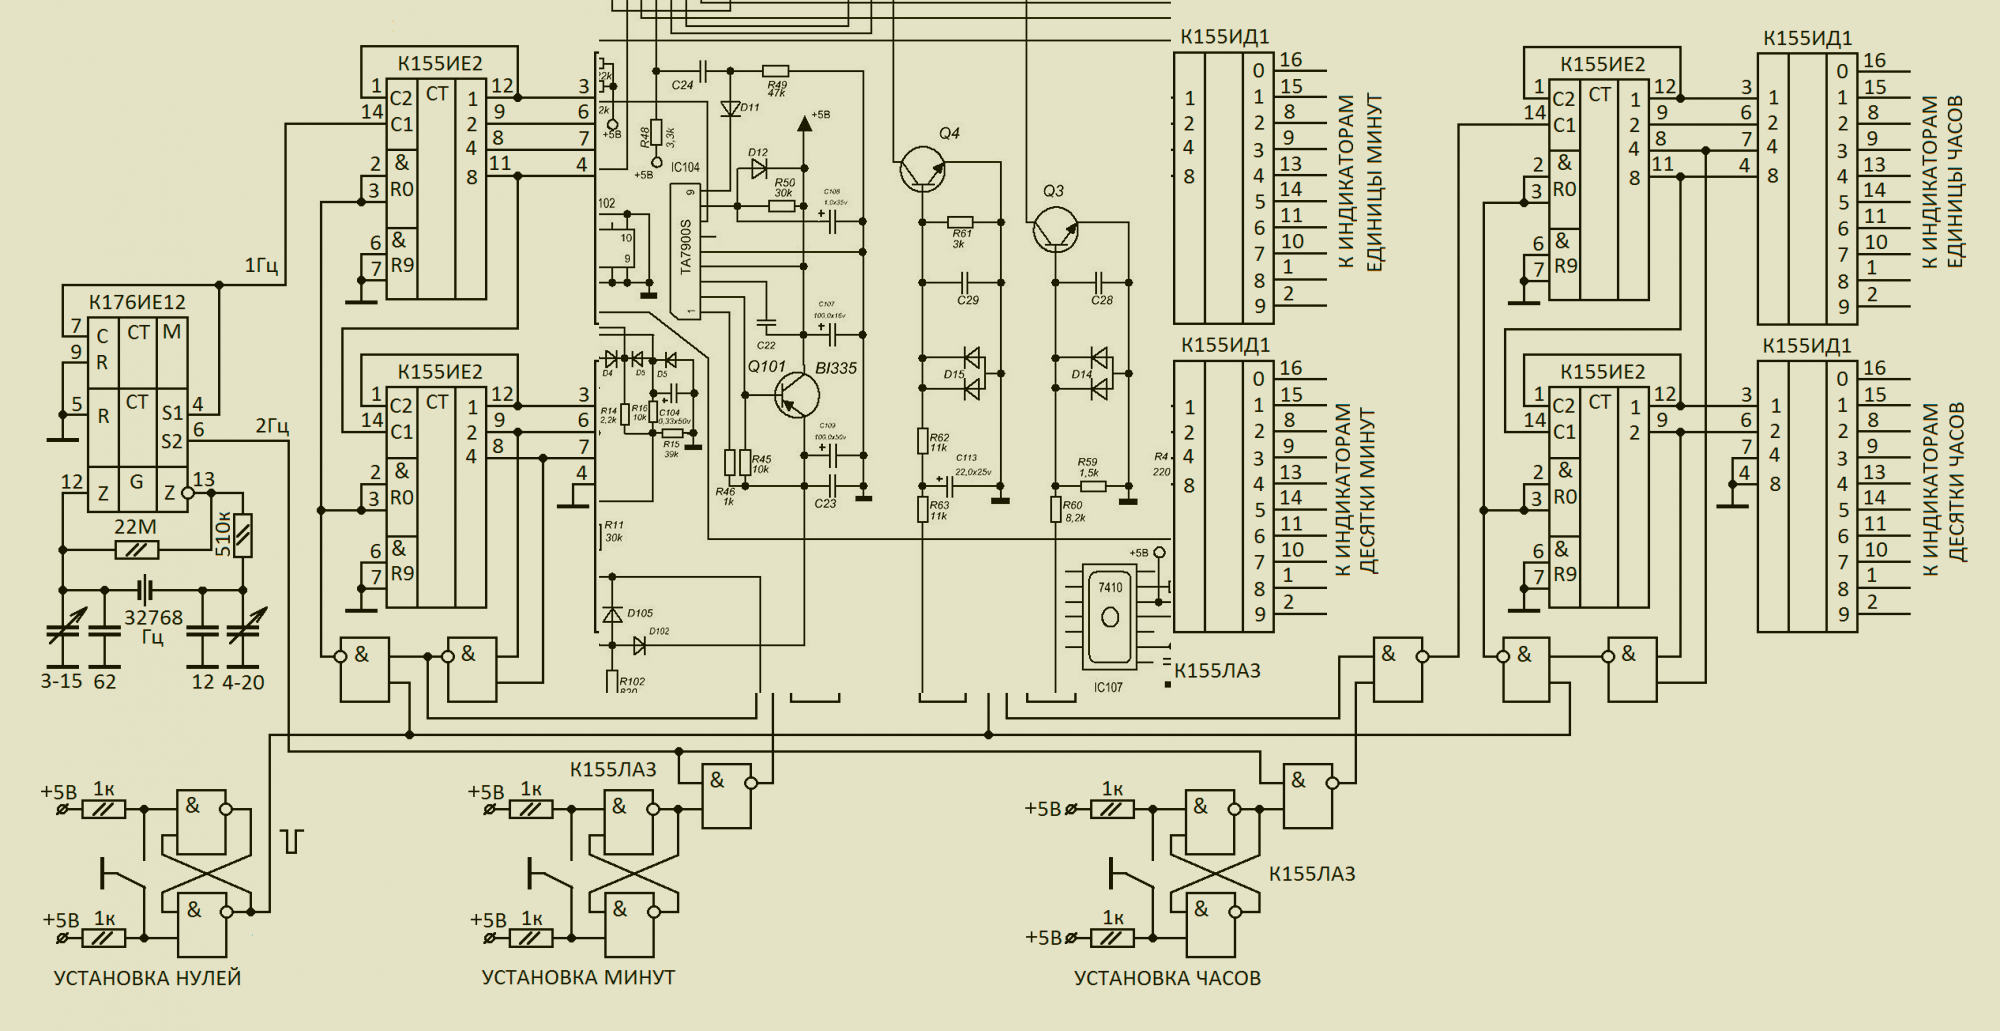 К155ИЕ2
1 12 3
C2 CT 1
14 9 6
C1 2
8 7
4
2 & 11 4
3 R0 8
6 &
7 R9
1Гц
К176ИЕ12
7 C CT M
9 R
5 R CT S1 4
S2 6
2Гц
12 Z G Z 13
22М
510к
32768
Гц
3-15 62 12 4-20
К155ИЕ2
1 12 3
C2 CT 1
14 9 6
C1 2
8 7
4
2 & 4
3 R0
6 &
7 R9
& &
22k
2k
+5В
C24
R49
47k
D11
R48
3,3k
+5В
IC104
+5В
D12
R50
30k
C108
1,0x35v
102
10
9
TA7900S
9
1
C107
100,0x16v
C22
Q101 BI335
D4 D5 D5
R14
2,2k
R16
10k
C104
0,33x50v
R15
39k
C109
100,0x50v
R45
10k
R46
1k
C23
R11
30k
D105
D102
R102
820
Q4
Q3
R61
3k
C29
C28
D15
D14
R62
11k
C113
22,0x25v
R63
11k
R59
1,5k
R60
8,2k
R4
220
+5В
7410
IC107
К155ИД1
1
2
4
8
0 16
1 15
2 8
3 9
4 13
5 14
6 11
7 10
8 1
9 2
К ИНДИКАТОРАМ
ЕДИННИЦЫ МИНУТ
К155ИД1
1
2
4
8
0 16
1 15
2 8
3 9
4 13
5 14
6 11
7 10
8 1
9 2
К ИНДИКАТОРАМ
ДЕСЯТКИ МИНУТ
К155ЛА3
К155ИЕ2
1 12 3
C2 CT 1
14 9 6
C1 2
8 7
4
2 & 11 4
3 R0 8
6 &
7 R9
К155ИД1
1
2
4
8
0 16
1 15
2 8
3 9
4 13
5 14
6 11
7 10
8 1
9 2
К ИНДИКАТОРАМ
ЕДИНИЦЫ ЧАСОВ
К155ИЕ2
1 12 3
C2 CT 1
14 9 6
C1 2
7
4
2 &
3 R0
6 &
7 R9
К155ИД1
1
2
4
8
0 16
1 15
2 8
3 9
4 13
5 14
6 11
7 10
8 1
9 2
К ИНДИКАТОРАМ
ДЕСЯТКИ ЧАСОВ
& & &
+5В 1к &
+5В 1к &
УСТАНОВКА НУЛЕЙ
К155ЛА3
+5В 1к & &
+5В 1к &
УСТАНОВКА МИНУТ
+5В 1к & &
К155ЛА3
+5В 1к &
УСТАНОВКА ЧАСОВ